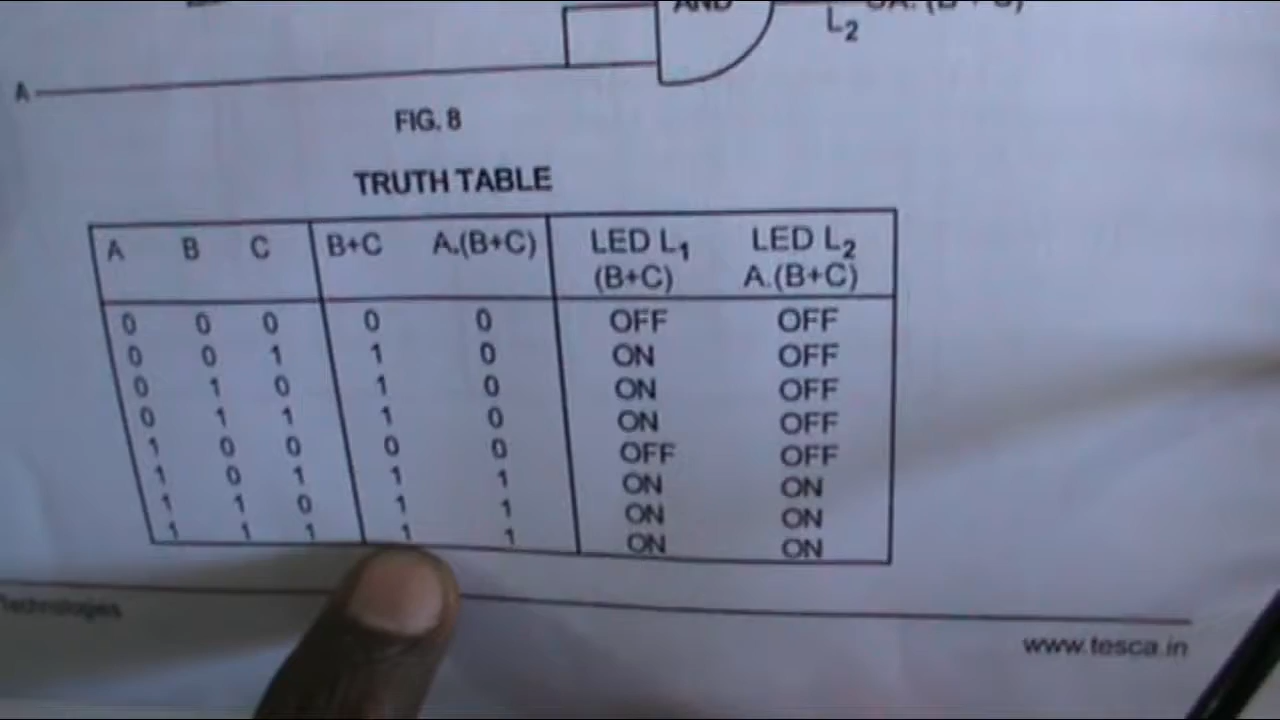 AND
L2
A
FIG. 8
TRUTH TABLE
A B C B+C A.(B+C) LED L1 LED L2
(B+C) A.(B+C)
0 0 0 0 0 OFF OFF
0 0 1 1 0 ON OFF
0 1 0 1 0 ON OFF
0 1 1 1 0 ON OFF
1 0 0 0 0 OFF OFF
1 0 1 1 1 ON ON
1 1 0 1 1 ON ON
1 1 1 1 1 ON ON
Technologies
www.tesca.in